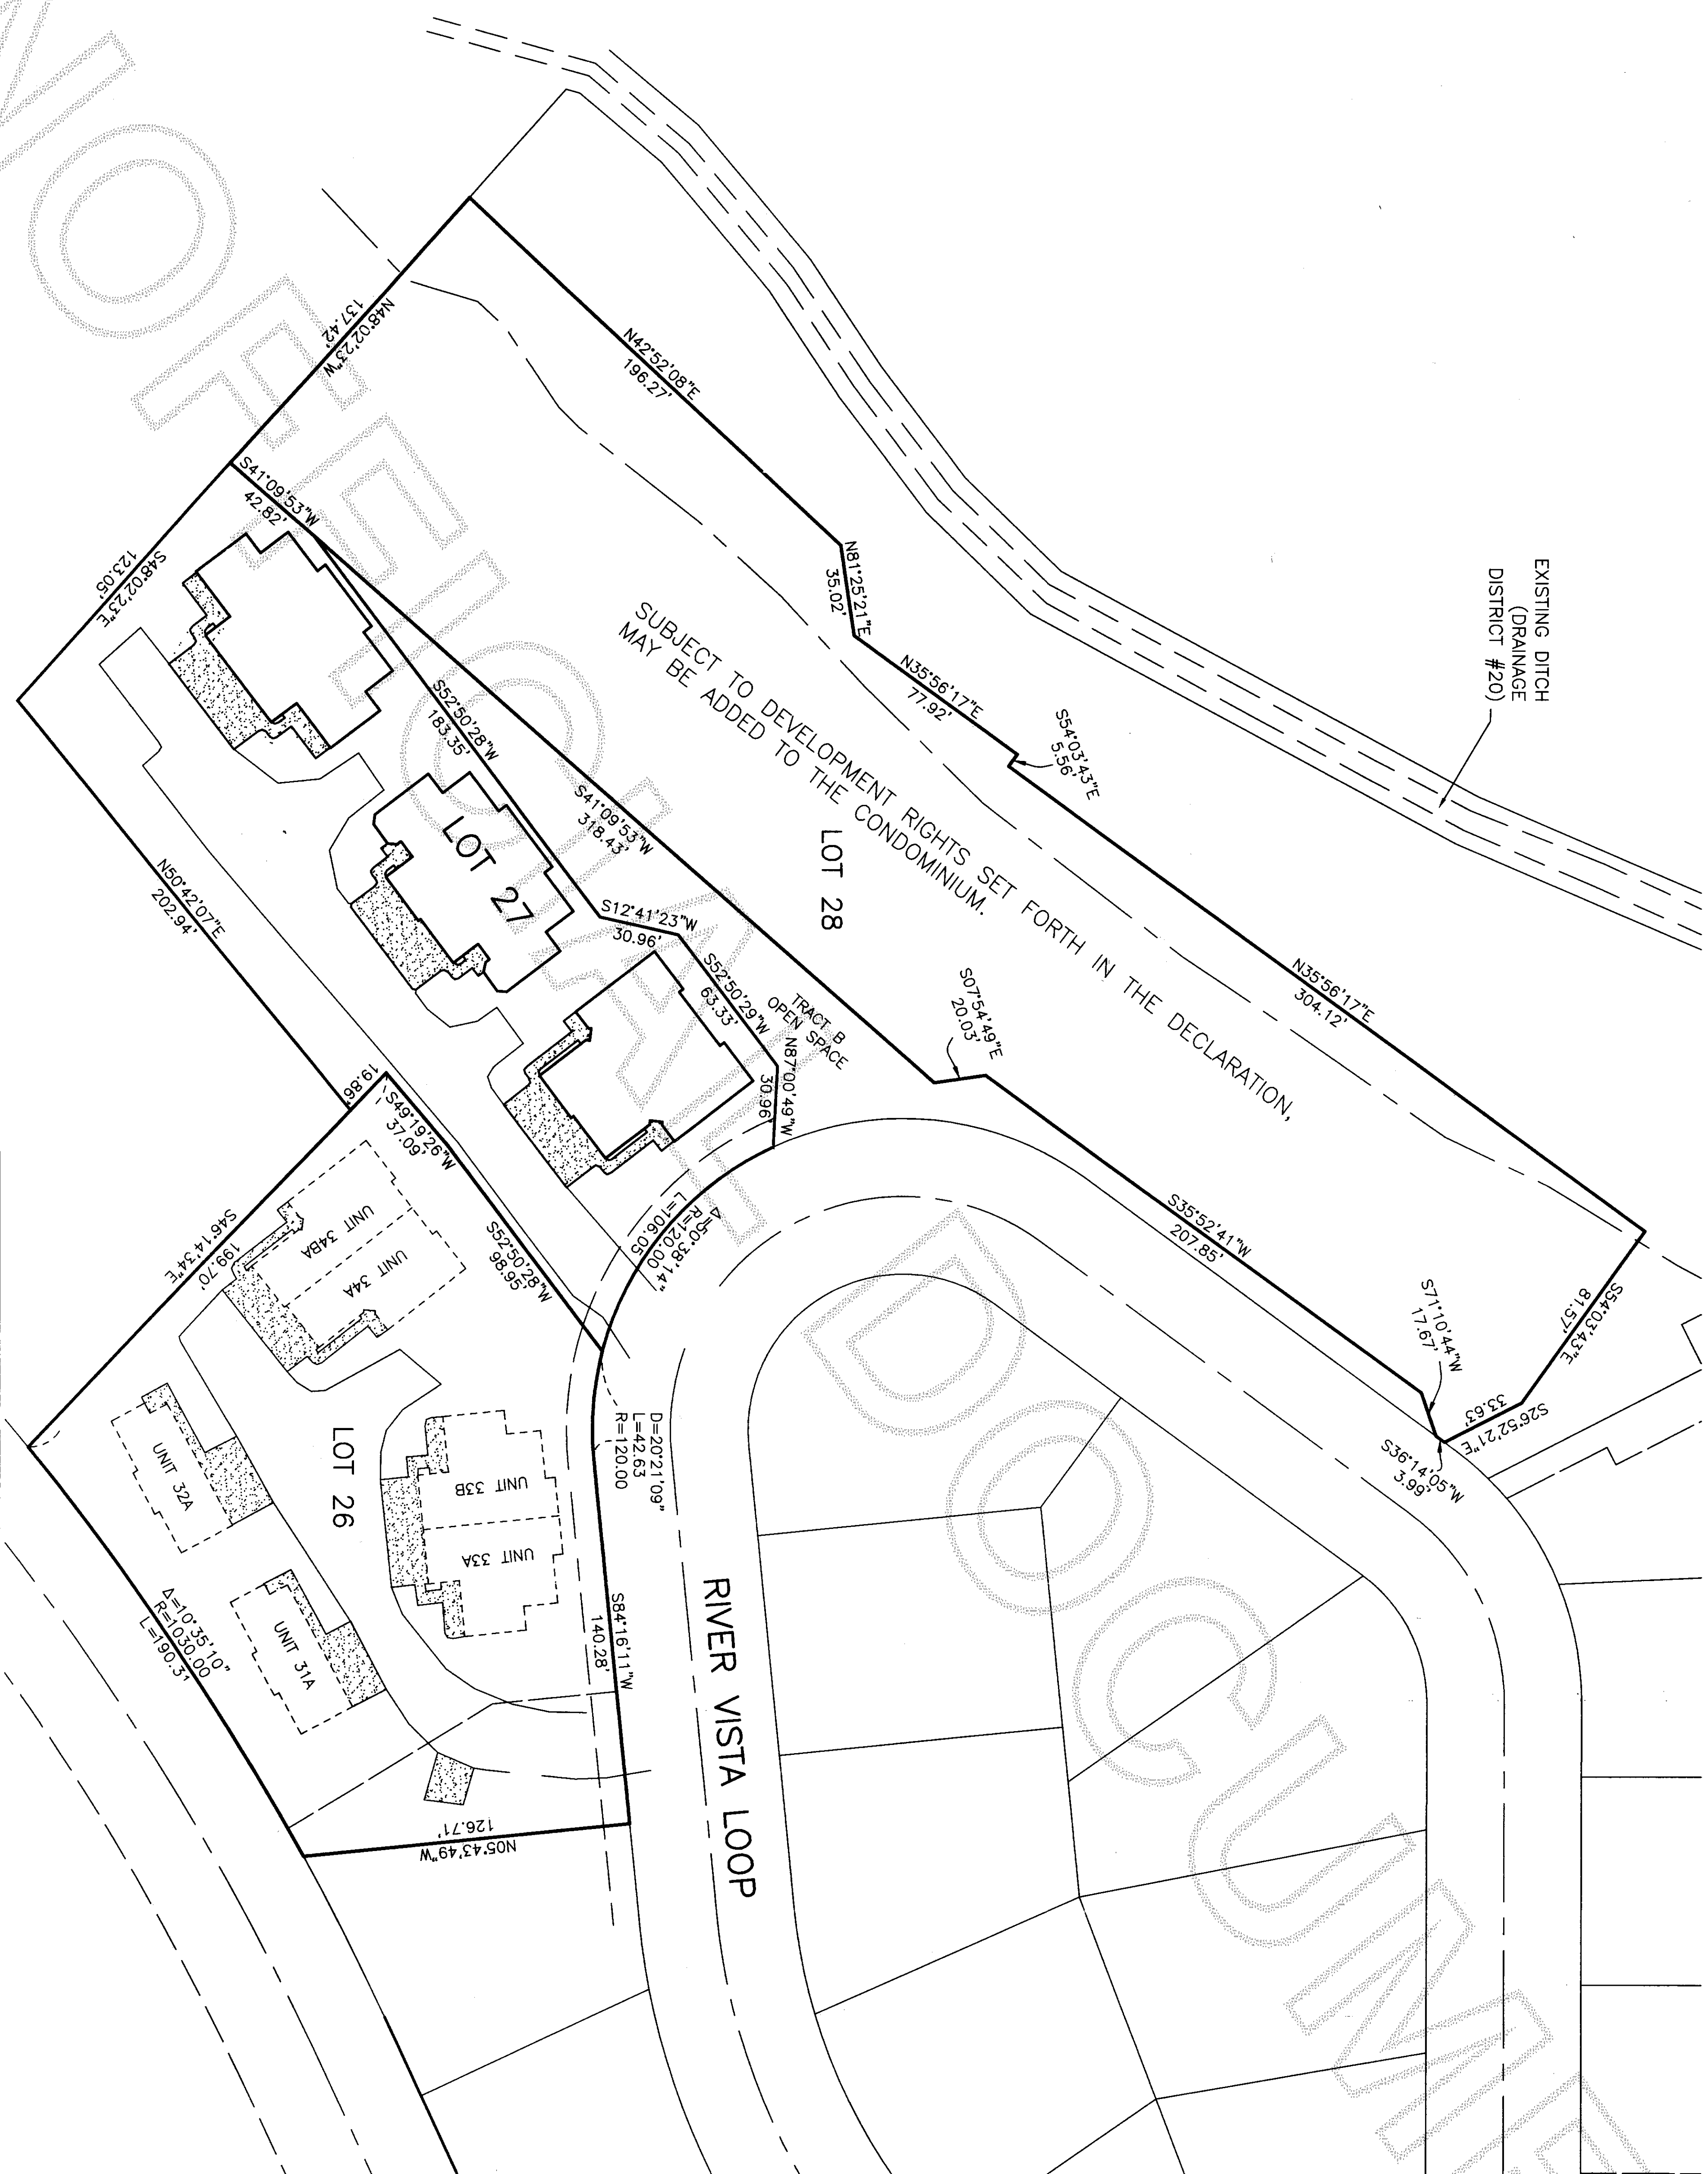 EXISTING DITCH
(DRAINAGE
DISTRICT #20)
N48°02'23"W
137.42'
N42°52'08"E
196.27'
N81°25'21"E
35.02'
N35°56'17"E
77.92'
S54°03'43"E
5.56'
N35°56'17"E
304.12'
S54°03'43"E
81.57'
S26°52'21"E
33.63'
S36°14'05"W
3.99'
S71°10'44"W
17.67'
S35°52'41"W
207.85'
S07°54'49"E
20.03'
S41°09'53"W
318.43'
S41°09'53"W
42.82'
SUBJECT TO DEVELOPMENT RIGHTS SET FORTH IN THE DECLARATION,
MAY BE ADDED TO THE CONDOMINIUM.
LOT 28
S52°50'28"W
183.35'
S12°41'23"W
30.96'
S52°50'29"W
63.33'
TRACT B
OPEN SPACE
N87°00'49"W
30.96'
LOT 27
S48°02'23"E
123.05'
N50°42'07"E
202.94'
19.86'
S49°19'26"W
37.09'
S52°50'28"W
98.95'
Δ=50°38'14"
R=120.00
L=106.05
D=20°21'09"
L=42.63
R=120.00
S84°16'11"W
140.28'
RIVER VISTA LOOP
S46°14'34"E
199.70'
UNIT 34BA
UNIT 34A
UNIT 33B
UNIT 33A
LOT 26
UNIT 32A
UNIT 31A
Δ=10°35'10"
R=1030.00
L=190.31
N05°43'49"W
126.71'
UNOFFICIAL DOCUME